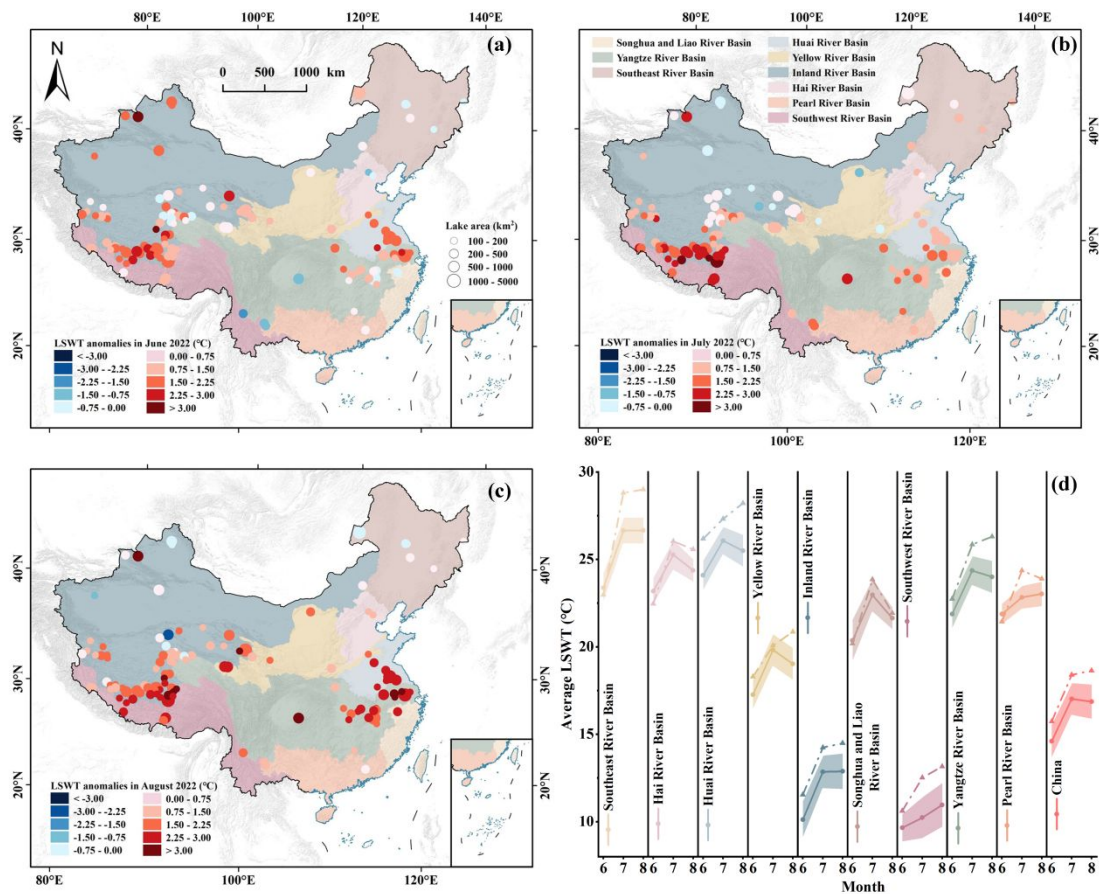 80°E 100°E 120°E 140°E
80°E 100°E 120°E 140°E
N
(a)
0 500 1000 km
40°N
30°N
20°N
Lake area (km²)
100 - 200
200 - 500
500 - 1000
1000 - 5000
LSWT anomalies in June 2022 (°C)
< -3.00
-3.00 - -2.25
-2.25 - -1.50
-1.50 - -0.75
-0.75 - 0.00
0.00 - 0.75
0.75 - 1.50
1.50 - 2.25
2.25 - 3.00
> 3.00
100°E 120°E
(b)
Songhua and Liao River Basin
Yangtze River Basin
Southeast River Basin
Huai River Basin
Yellow River Basin
Inland River Basin
Hai River Basin
Pearl River Basin
Southwest River Basin
40°N
30°N
20°N
LSWT anomalies in July 2022 (°C)
< -3.00
-3.00 - -2.25
-2.25 - -1.50
-1.50 - -0.75
-0.75 - 0.00
0.00 - 0.75
0.75 - 1.50
1.50 - 2.25
2.25 - 3.00
> 3.00
80°E 100°E 120°E
(c)
40°N
30°N
20°N
LSWT anomalies in August 2022 (°C)
< -3.00
-3.00 - -2.25
-2.25 - -1.50
-1.50 - -0.75
-0.75 - 0.00
0.00 - 0.75
0.75 - 1.50
1.50 - 2.25
2.25 - 3.00
> 3.00
80°E 100°E 120°E
(d)
Average LSWT (°C)
30
25
20
15
10
Southeast River Basin
Hai River Basin
Huai River Basin
Yellow River Basin
Inland River Basin
Songhua and Liao
River Basin
Southwest River Basin
Yangtze River Basin
Pearl River Basin
China
6 7 8 6 7 8 6 7 8 6 7 8 6 7 8 6 7 8 6 7 8 6 7 8 6 7 8 6 7 8
Month